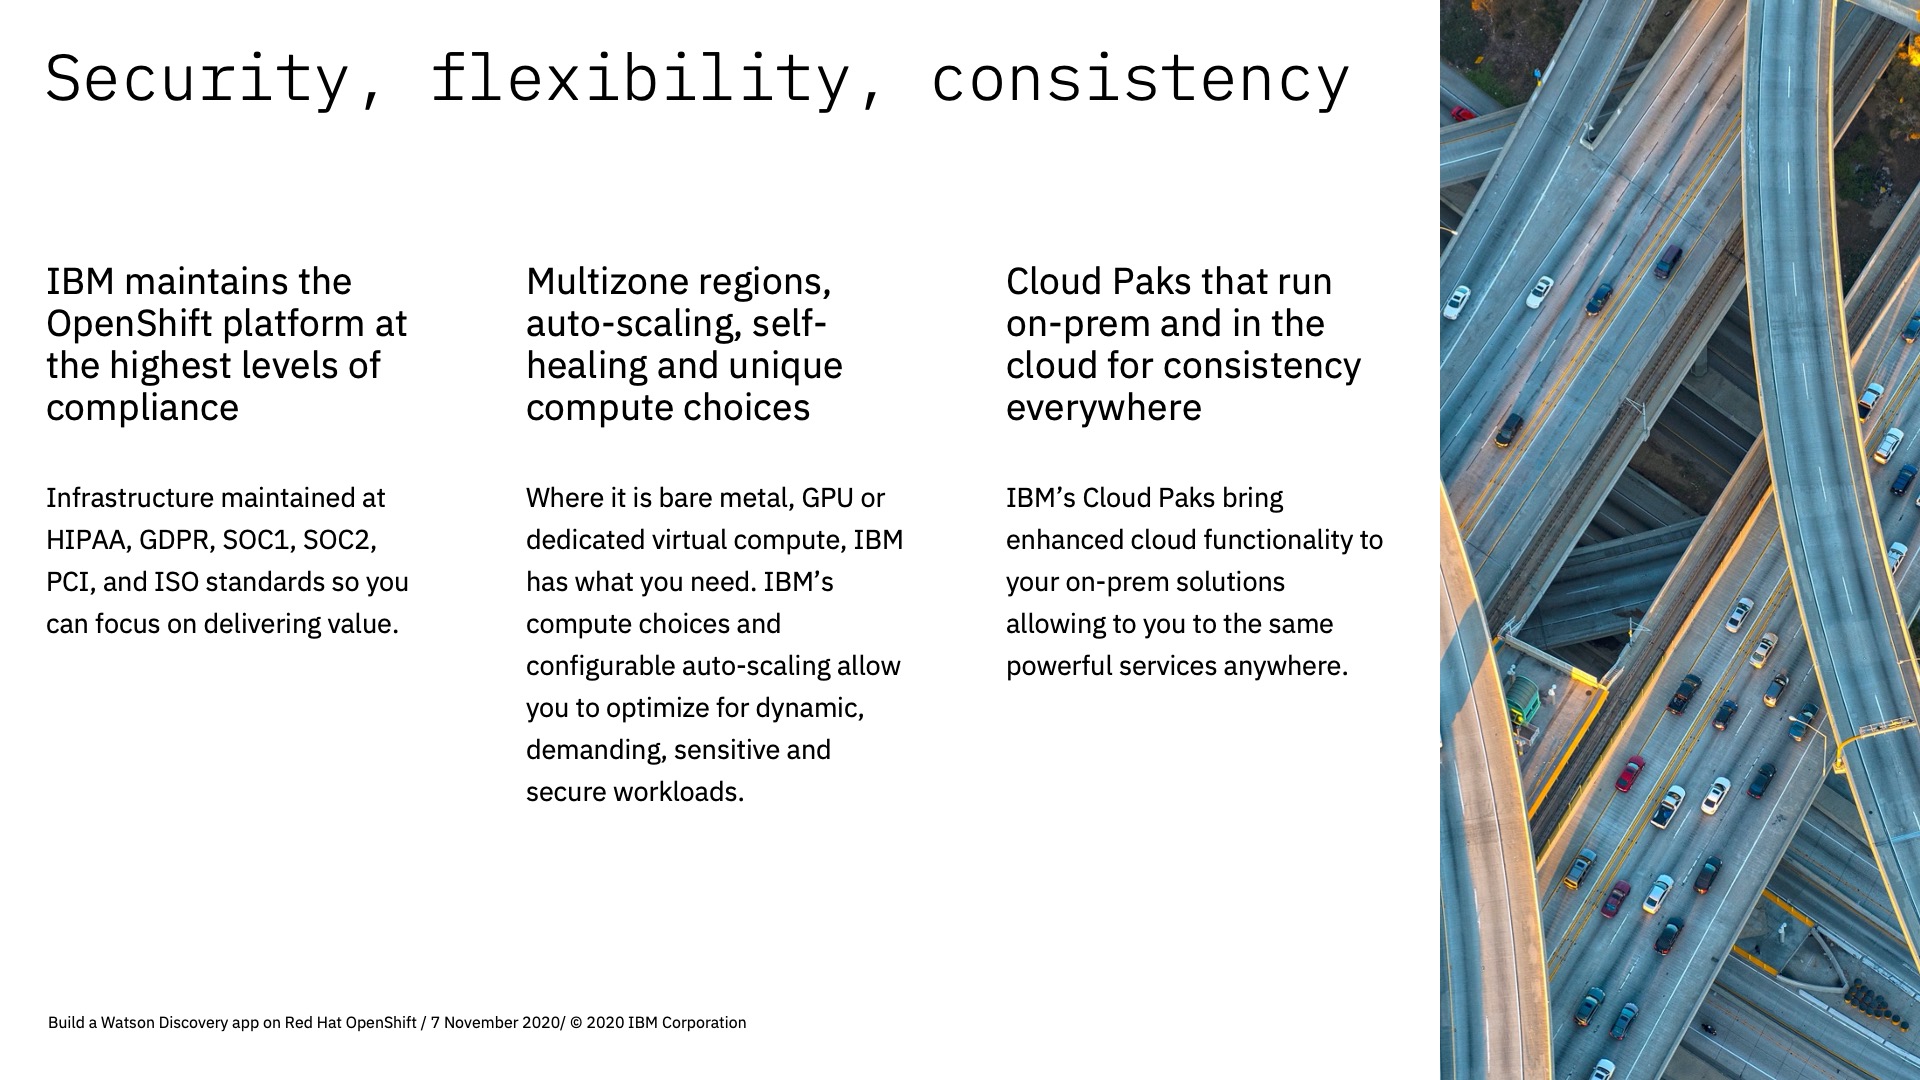 Security, flexibility, consistency
IBM maintains the
OpenShift platform at
the highest levels of
compliance
Infrastructure maintained at
HIPAA, GDPR, SOC1, SOC2,
PCI, and ISO standards so you
can focus on delivering value.
Multizone regions,
auto-scaling, self-
healing and unique
compute choices
Where it is bare metal, GPU or
dedicated virtual compute, IBM
has what you need. IBM’s
compute choices and
configurable auto-scaling allow
you to optimize for dynamic,
demanding, sensitive and
secure workloads.
Cloud Paks that run
on-prem and in the
cloud for consistency
everywhere
IBM’s Cloud Paks bring
enhanced cloud functionality to
your on-prem solutions
allowing to you to the same
powerful services anywhere.
Build a Watson Discovery app on Red Hat OpenShift / 7 November 2020/ © 2020 IBM Corporation